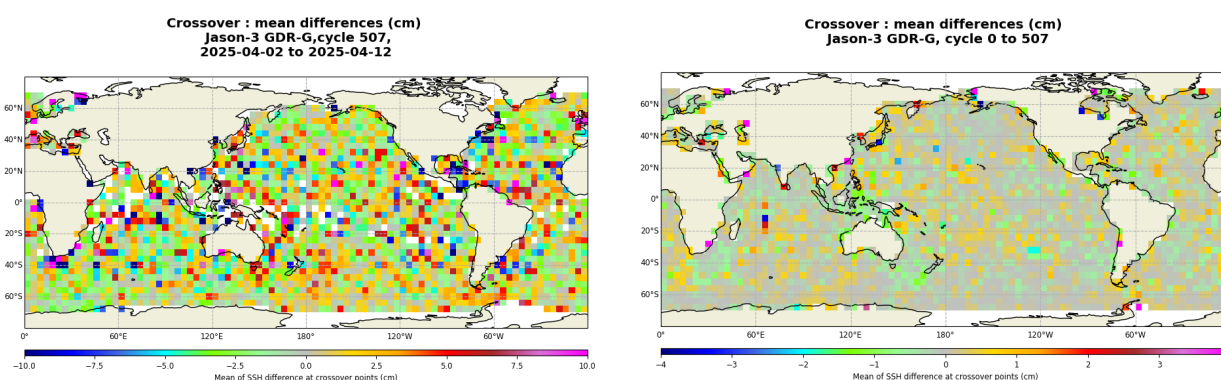 Crossover : mean differences (cm)
Jason-3 GDR-G,cycle 507,
2025-04-02 to 2025-04-12
60°N
40°N
20°N
0°
20°S
40°S
60°S
0° 60°E 120°E 180° 120°W 60°W
−10.0 −7.5 −5.0 −2.5 0.0 2.5 5.0 7.5 10.0
Mean of SSH difference at crossover points (cm)
Crossover : mean differences (cm)
Jason-3 GDR-G, cycle 0 to 507
60°N
40°N
20°N
0°
20°S
40°S
60°S
0° 60°E 120°E 180° 120°W 60°W
−4 −3 −2 −1 0 1 2 3
Mean of SSH difference at crossover points (cm)